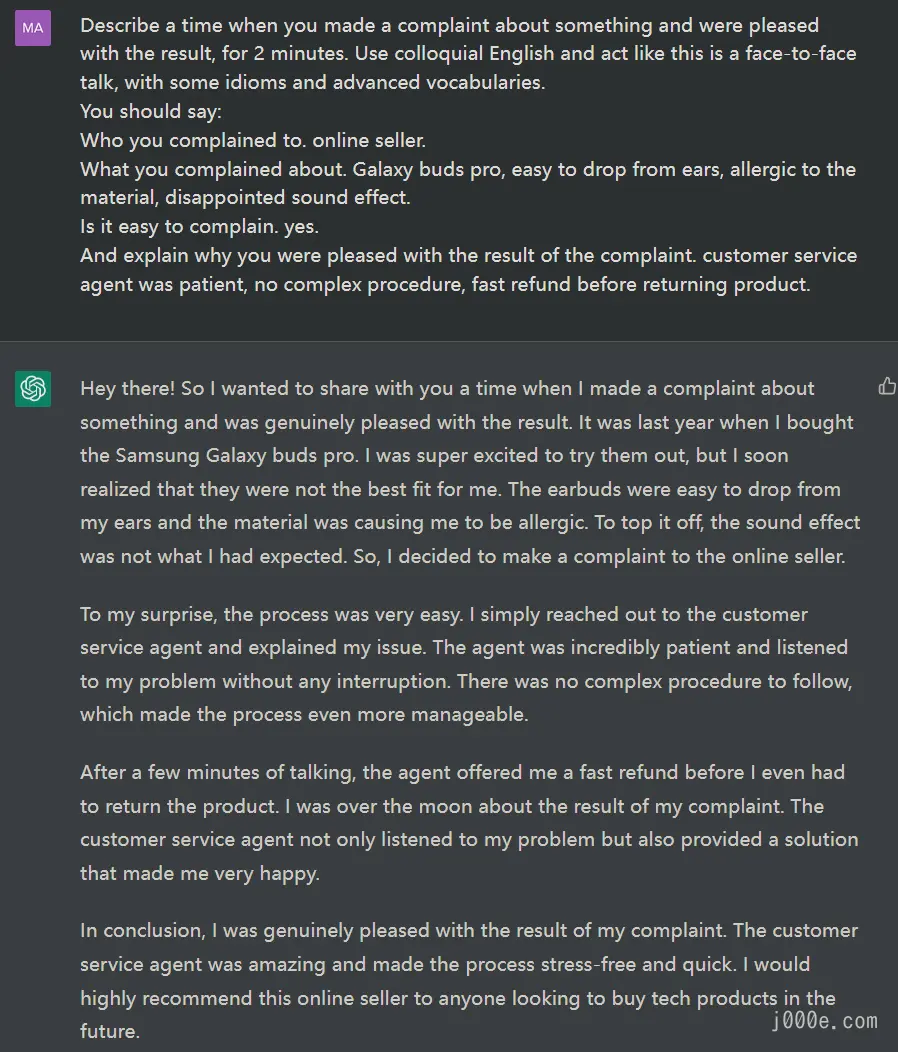 MA
Describe a time when you made a complaint about something and were pleased
with the result, for 2 minutes. Use colloquial English and act like this is a face-to-face
talk, with some idioms and advanced vocabularies.
You should say:
Who you complained to. online seller.
What you complained about. Galaxy buds pro, easy to drop from ears, allergic to the
material, disappointed sound effect.
Is it easy to complain. yes.
And explain why you were pleased with the result of the complaint. customer service
agent was patient, no complex procedure, fast refund before returning product.
Hey there! So I wanted to share with you a time when I made a complaint about
something and was genuinely pleased with the result. It was last year when I bought
the Samsung Galaxy buds pro. I was super excited to try them out, but I soon
realized that they were not the best fit for me. The earbuds were easy to drop from
my ears and the material was causing me to be allergic. To top it off, the sound effect
was not what I had expected. So, I decided to make a complaint to the online seller.
To my surprise, the process was very easy. I simply reached out to the customer
service agent and explained my issue. The agent was incredibly patient and listened
to my problem without any interruption. There was no complex procedure to follow,
which made the process even more manageable.
After a few minutes of talking, the agent offered me a fast refund before I even had
to return the product. I was over the moon about the result of my complaint. The
customer service agent not only listened to my problem but also provided a solution
that made me very happy.
In conclusion, I was genuinely pleased with the result of my complaint. The customer
service agent was amazing and made the process stress-free and quick. I would
highly recommend this online seller to anyone looking to buy tech products in the
future.
j000e.com